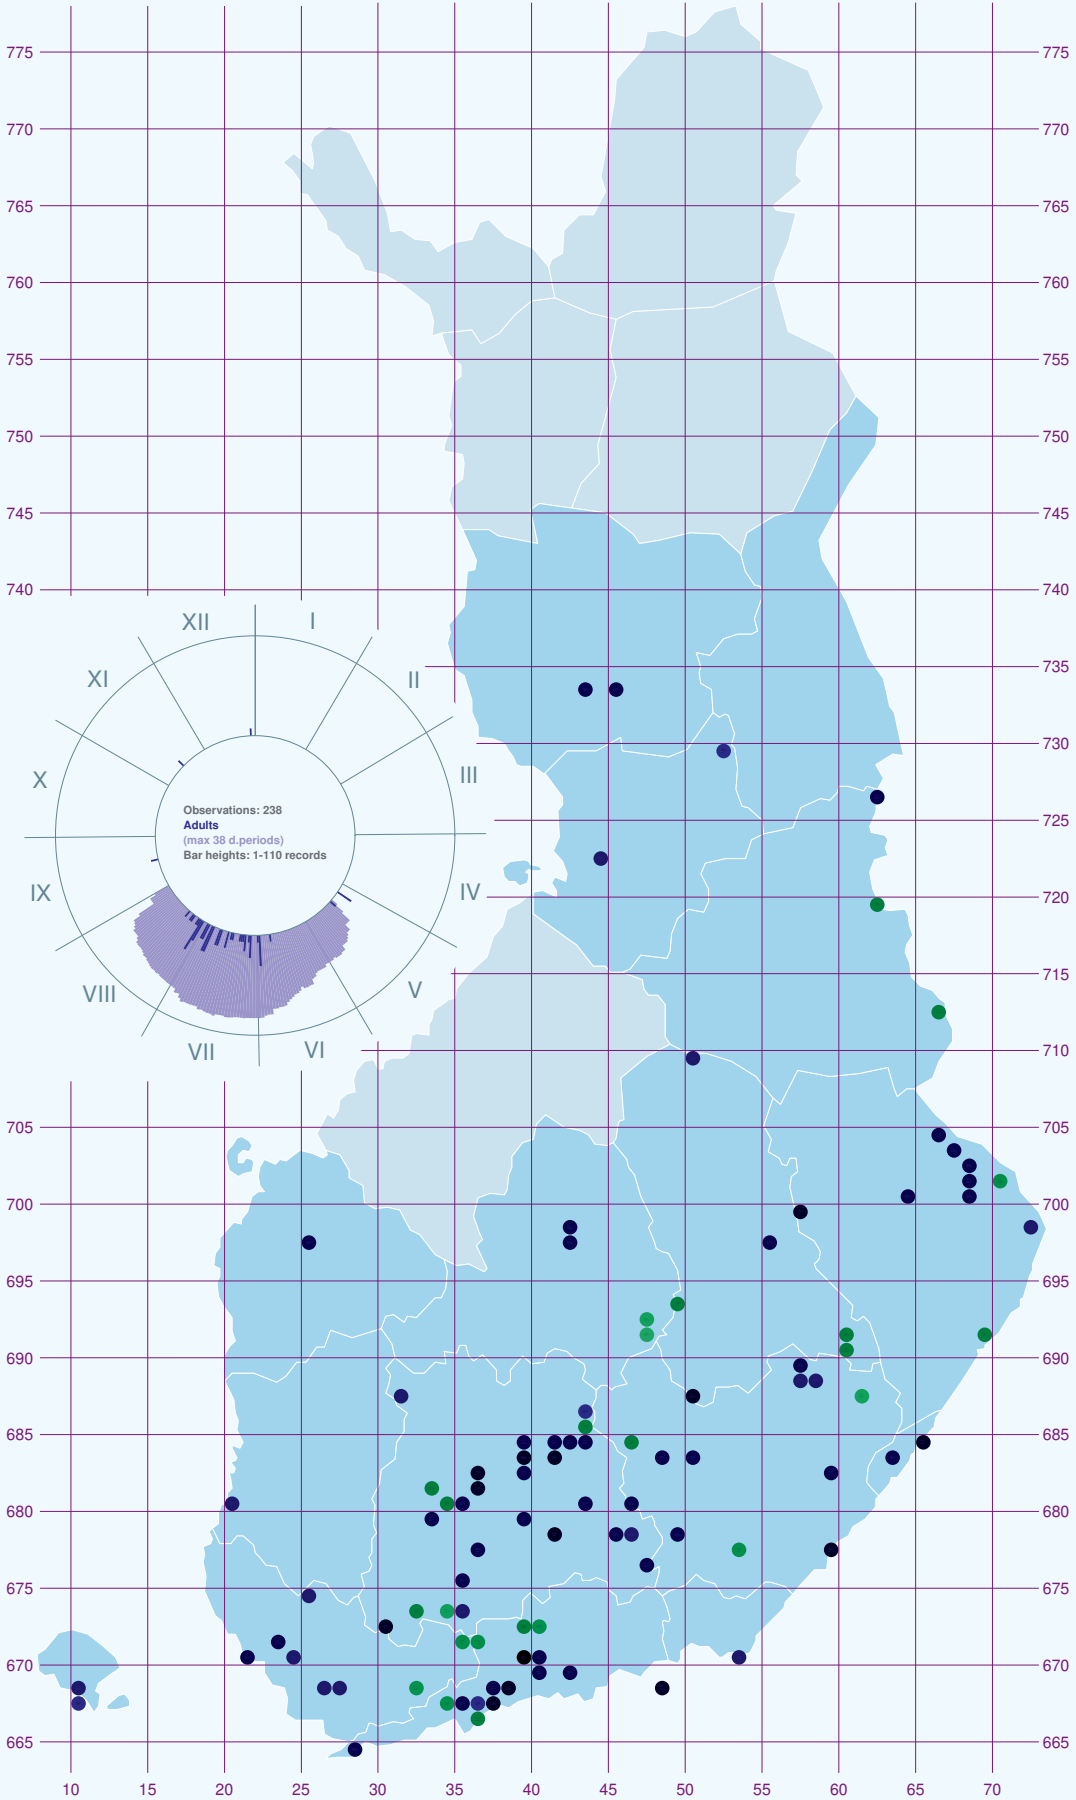 775 775
770 770
765 765
760 760
755 755
750 750
745 745
740 740
735
730
725
720
715
710
705 705
700 700
695 695
690 690
685 685
680 680
675 675
670 670
665 665
XII I
XI II
X III
IX IV
VIII V
VII VI
Observations: 238
Adults
(max 38 d.periods)
Bar heights: 1-110 records
10 15 20 25 30 35 40 45 50 55 60 65 70